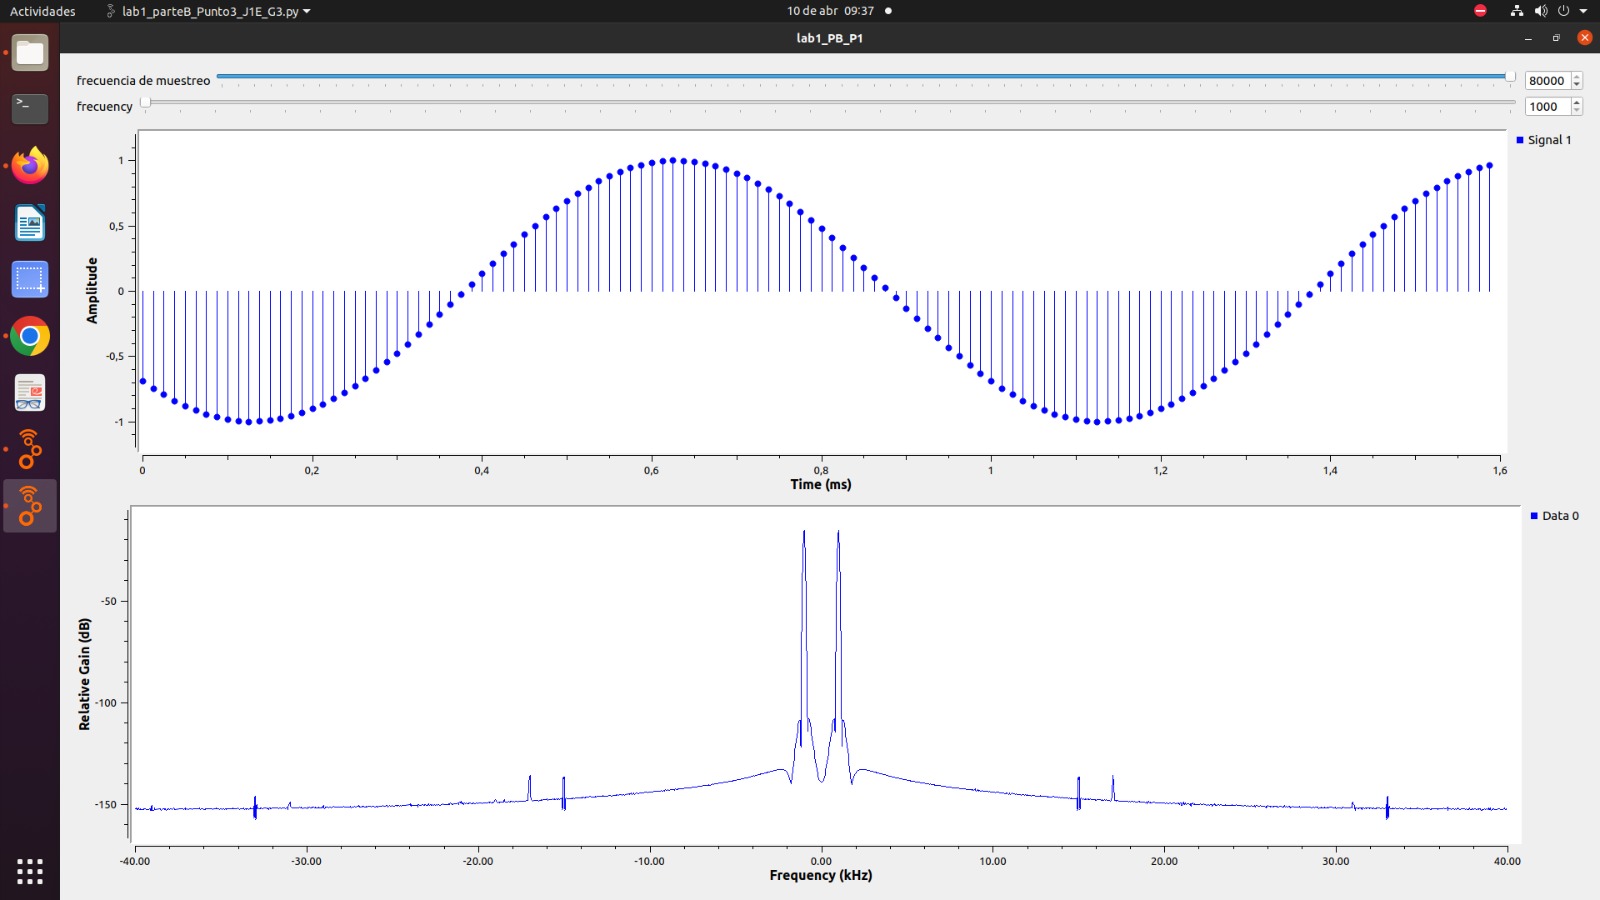 Actividades
lab1_parteB_Punto3_J1E_G3.py
10 de abr 09:37
lab1_PB_P1
frecuencia de muestreo
80000
frecuency
1000
Signal 1
Amplitude
1
0,5
0
-0,5
-1
0 0,2 0,4 0,6 0,8 1 1,2 1,4 1,6
Time (ms)
Data 0
Relative Gain (dB)
-50
-100
-150
-40.00 -30.00 -20.00 -10.00 0.00 10.00 20.00 30.00 40.00
Frequency (kHz)